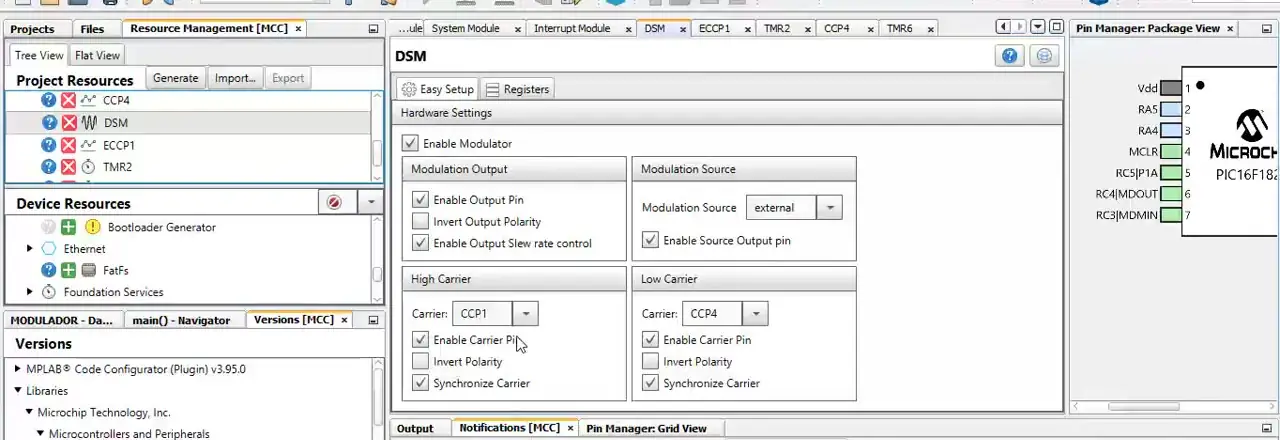 Projects Files Resource Management [MCC] ×
...ule System Module × Interrupt Module × DSM × ECCP1 × TMR2 × CCP4 × TMR6 ×
Pin Manager: Package View ×
Tree View Flat View
Project Resources Generate Import... Export
CCP4
DSM
ECCP1
TMR2
Device Resources
Bootloader Generator
Ethernet
FatFs
Foundation Services
MODULADOR - Da... main() - Navigator Versions [MCC] ×
Versions
MPLAB® Code Configurator (Plugin) v3.95.0
Libraries
Microchip Technology, Inc.
Microcontrollers and Peripherals
DSM
Easy Setup Registers
Hardware Settings
Enable Modulator
Modulation Output
Enable Output Pin
Invert Output Polarity
Enable Output Slew rate control
Modulation Source
Modulation Source external
Enable Source Output pin
High Carrier
Carrier: CCP1
Enable Carrier Pin
Invert Polarity
Synchronize Carrier
Low Carrier
Carrier: CCP4
Enable Carrier Pin
Invert Polarity
Synchronize Carrier
Output Notifications [MCC] × Pin Manager: Grid View
Vdd 1
RA5 2
RA4 3
MCLR 4
RC5|P1A 5
RC4|MDOUT 6
RC3|MDMIN 7
MICROCH
PIC16F182